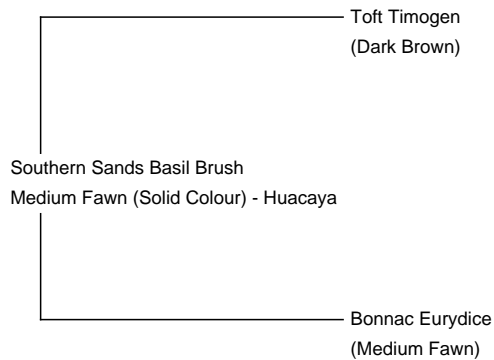 Toft Timogen
(Dark Brown)
Southern Sands Basil Brush
Medium Fawn (Solid Colour) - Huacaya
Bonnac Eurydice
(Medium Fawn)